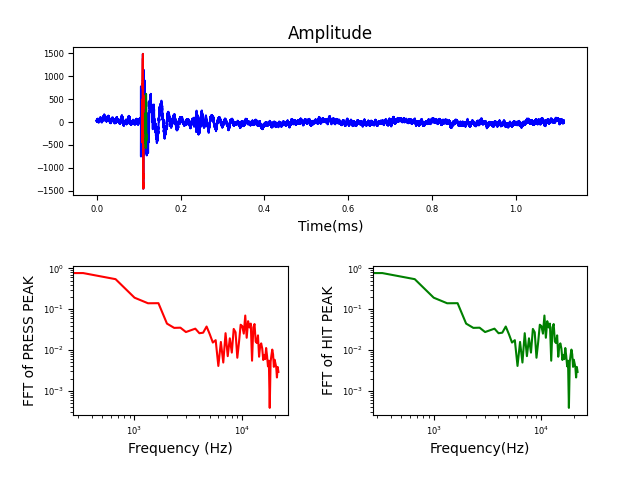 Amplitude
1500
1000
500
0
−500
−1000
−1500
0.0 0.2 0.4 0.6 0.8 1.0
Time(ms)
FFT of PRESS PEAK
10⁰
10⁻¹
10⁻²
10⁻³
10³ 10⁴
Frequency (Hz)
FFT of HIT PEAK
10⁰
10⁻¹
10⁻²
10⁻³
10³ 10⁴
Frequency(Hz)